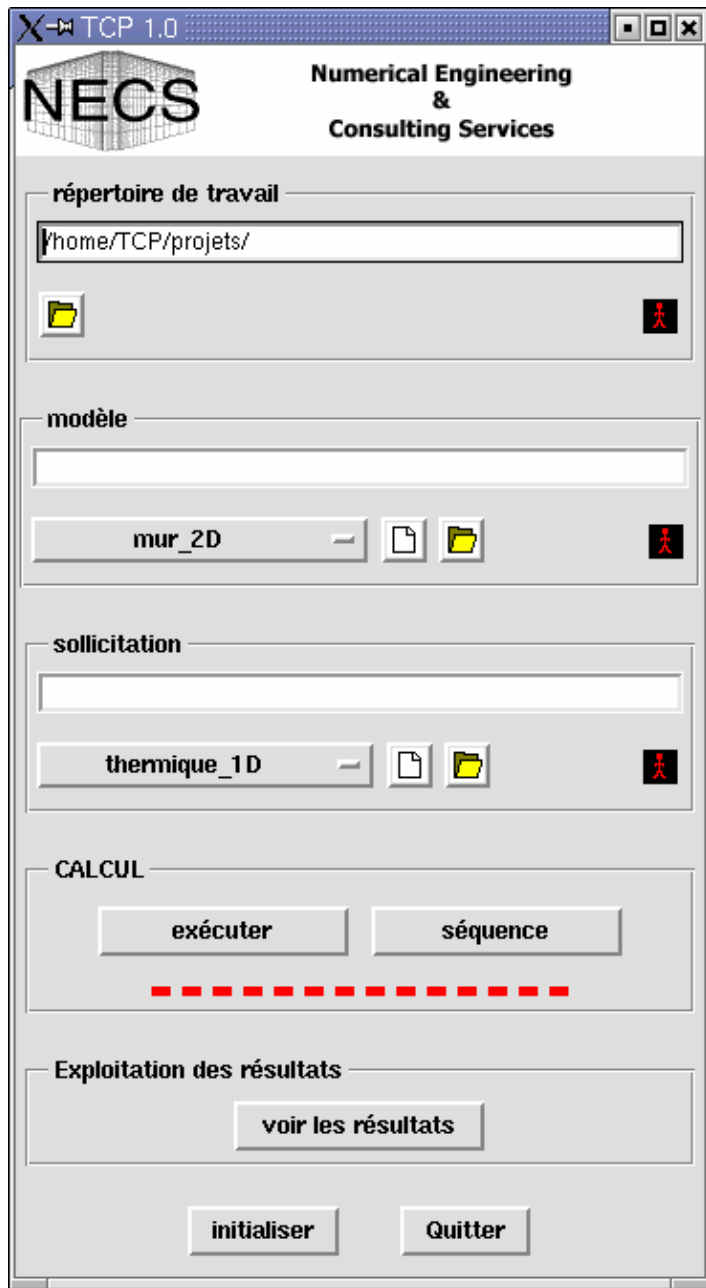 TCP 1.0
NECS
Numerical Engineering
&
Consulting Services
répertoire de travail
/home/TCP/projets/
modèle
mur_2D
sollicitation
thermique_1D
CALCUL
exécuter
séquence
Exploitation des résultats
voir les résultats
initialiser
Quitter